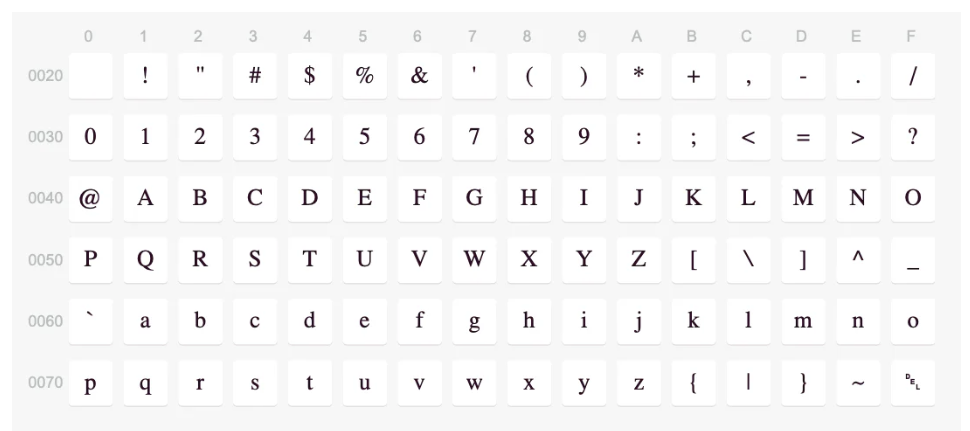 0 1 2 3 4 5 6 7 8 9 A B C D E F
0020 ! " # $ % & ' ( ) * + , - . /
0030 0 1 2 3 4 5 6 7 8 9 : ; < = > ?
0040 @ A B C D E F G H I J K L M N O
0050 P Q R S T U V W X Y Z [ \ ] ^ _
0060 ` a b c d e f g h i j k l m n o
0070 p q r s t u v w x y z { | } ~ DEL